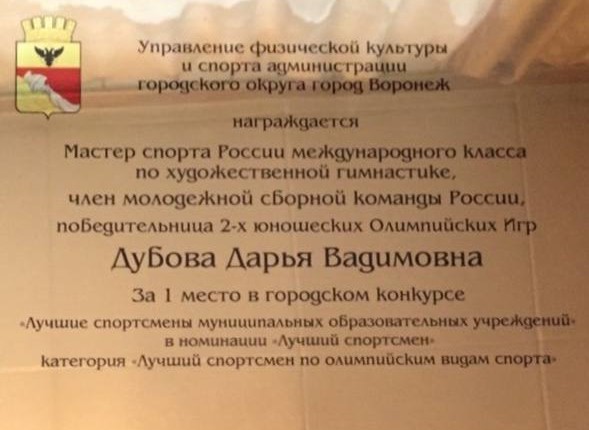 Управление физической культуры
и спорта администрации
городского округа город Воронеж
награждается
Мастер спорта России международного класса
по художественной гимнастике,
член молодежной сборной команды России,
победительница 2-х юношеских Олимпийских Игр
Дубова Дарья Вадимовна
За 1 место в городском конкурсе
«Лучшие спортсмены муниципальных образовательных учреждений»
в номинации «Лучший спортсмен»
категория «Лучший спортсмен по олимпийским видам спорта»